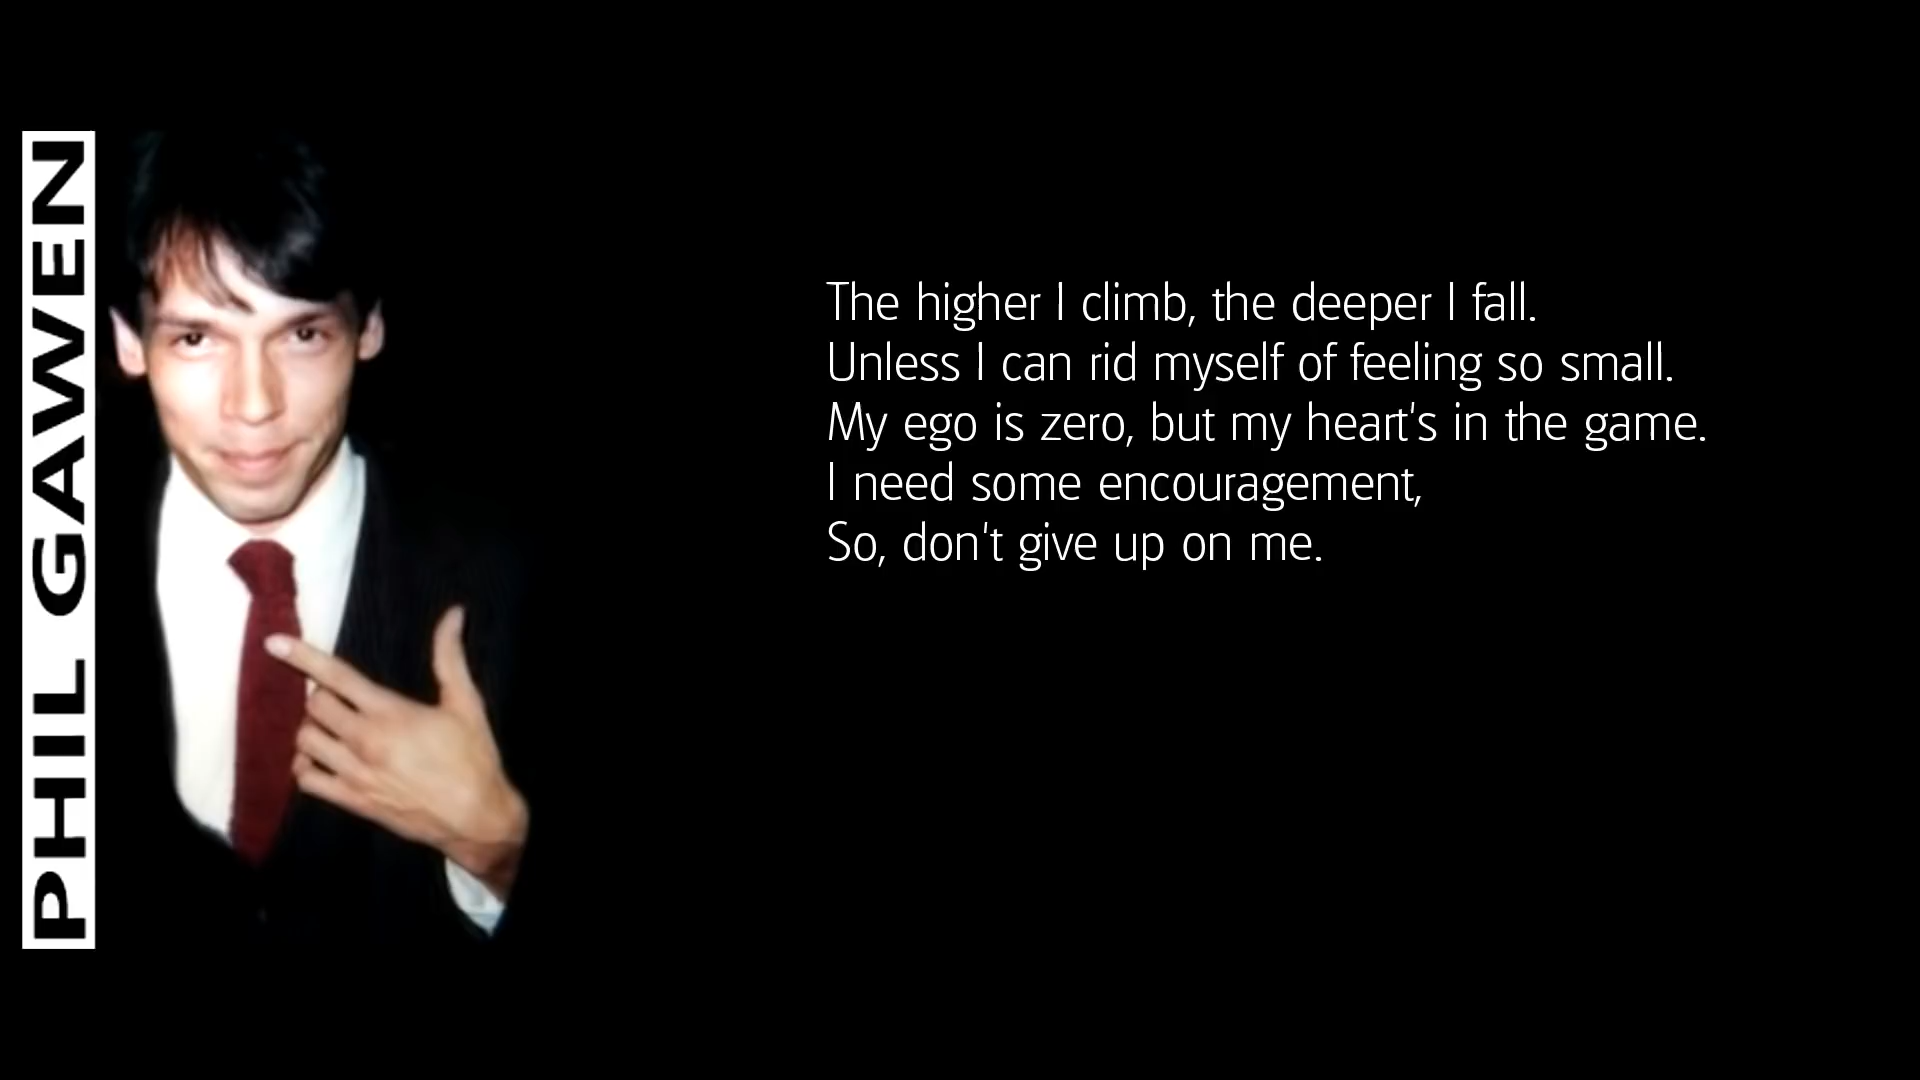 PHIL GAWEN
The higher I climb, the deeper I fall.
Unless I can rid myself of feeling so small.
My ego is zero, but my heart's in the game.
I need some encouragement,
So, don't give up on me.